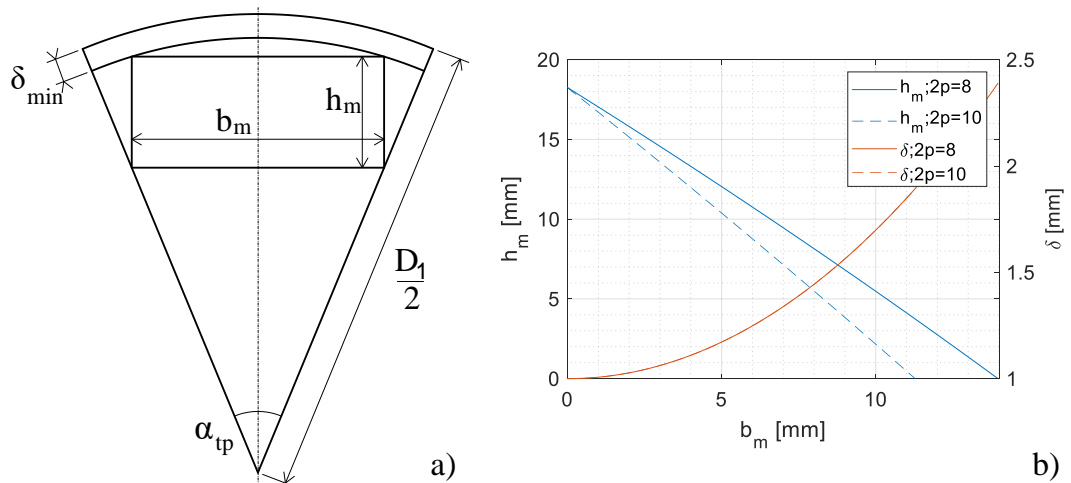 δmin
hm
bm
D1
2
αtp
a)
20
15
10
5
0
hm [mm]
0
5
10
bm [mm]
2.5
2
1.5
1
δ [mm]
hm;2p=8
hm;2p=10
δ;2p=8
δ;2p=10
b)